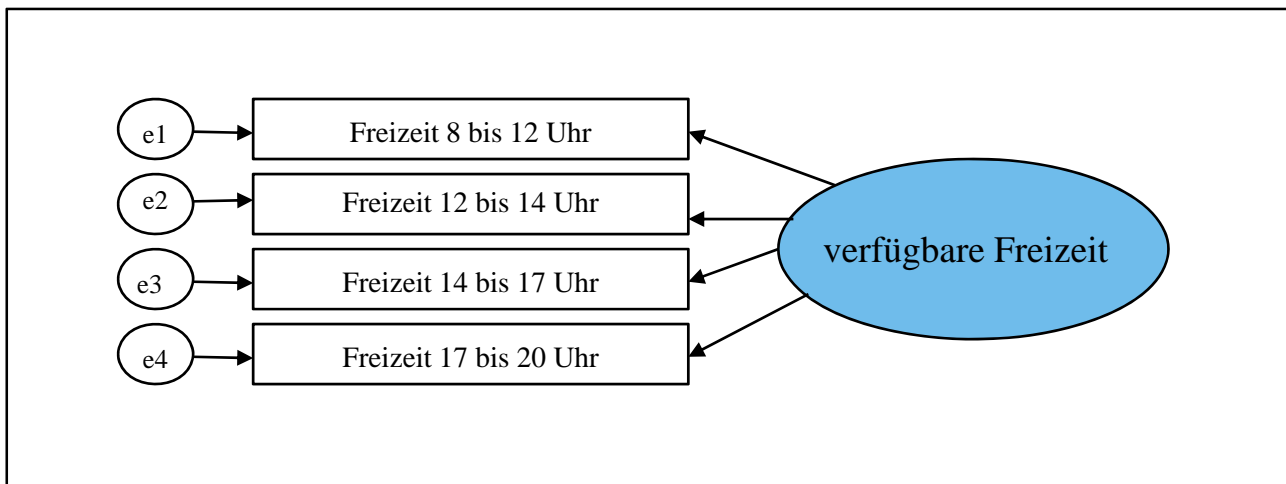 e1
Freizeit 8 bis 12 Uhr
e2
Freizeit 12 bis 14 Uhr
verfügbare Freizeit
e3
Freizeit 14 bis 17 Uhr
e4
Freizeit 17 bis 20 Uhr